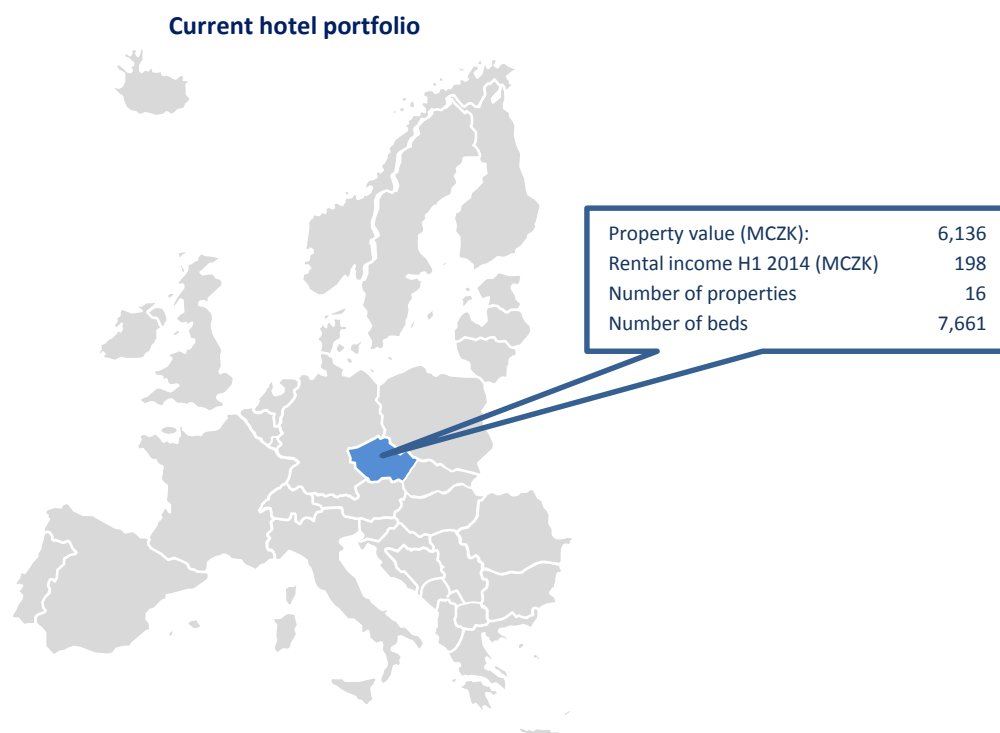 Current hotel portfolio
Property value (MCZK): 6,136
Rental income H1 2014 (MCZK) 198
Number of properties 16
Number of beds 7,661